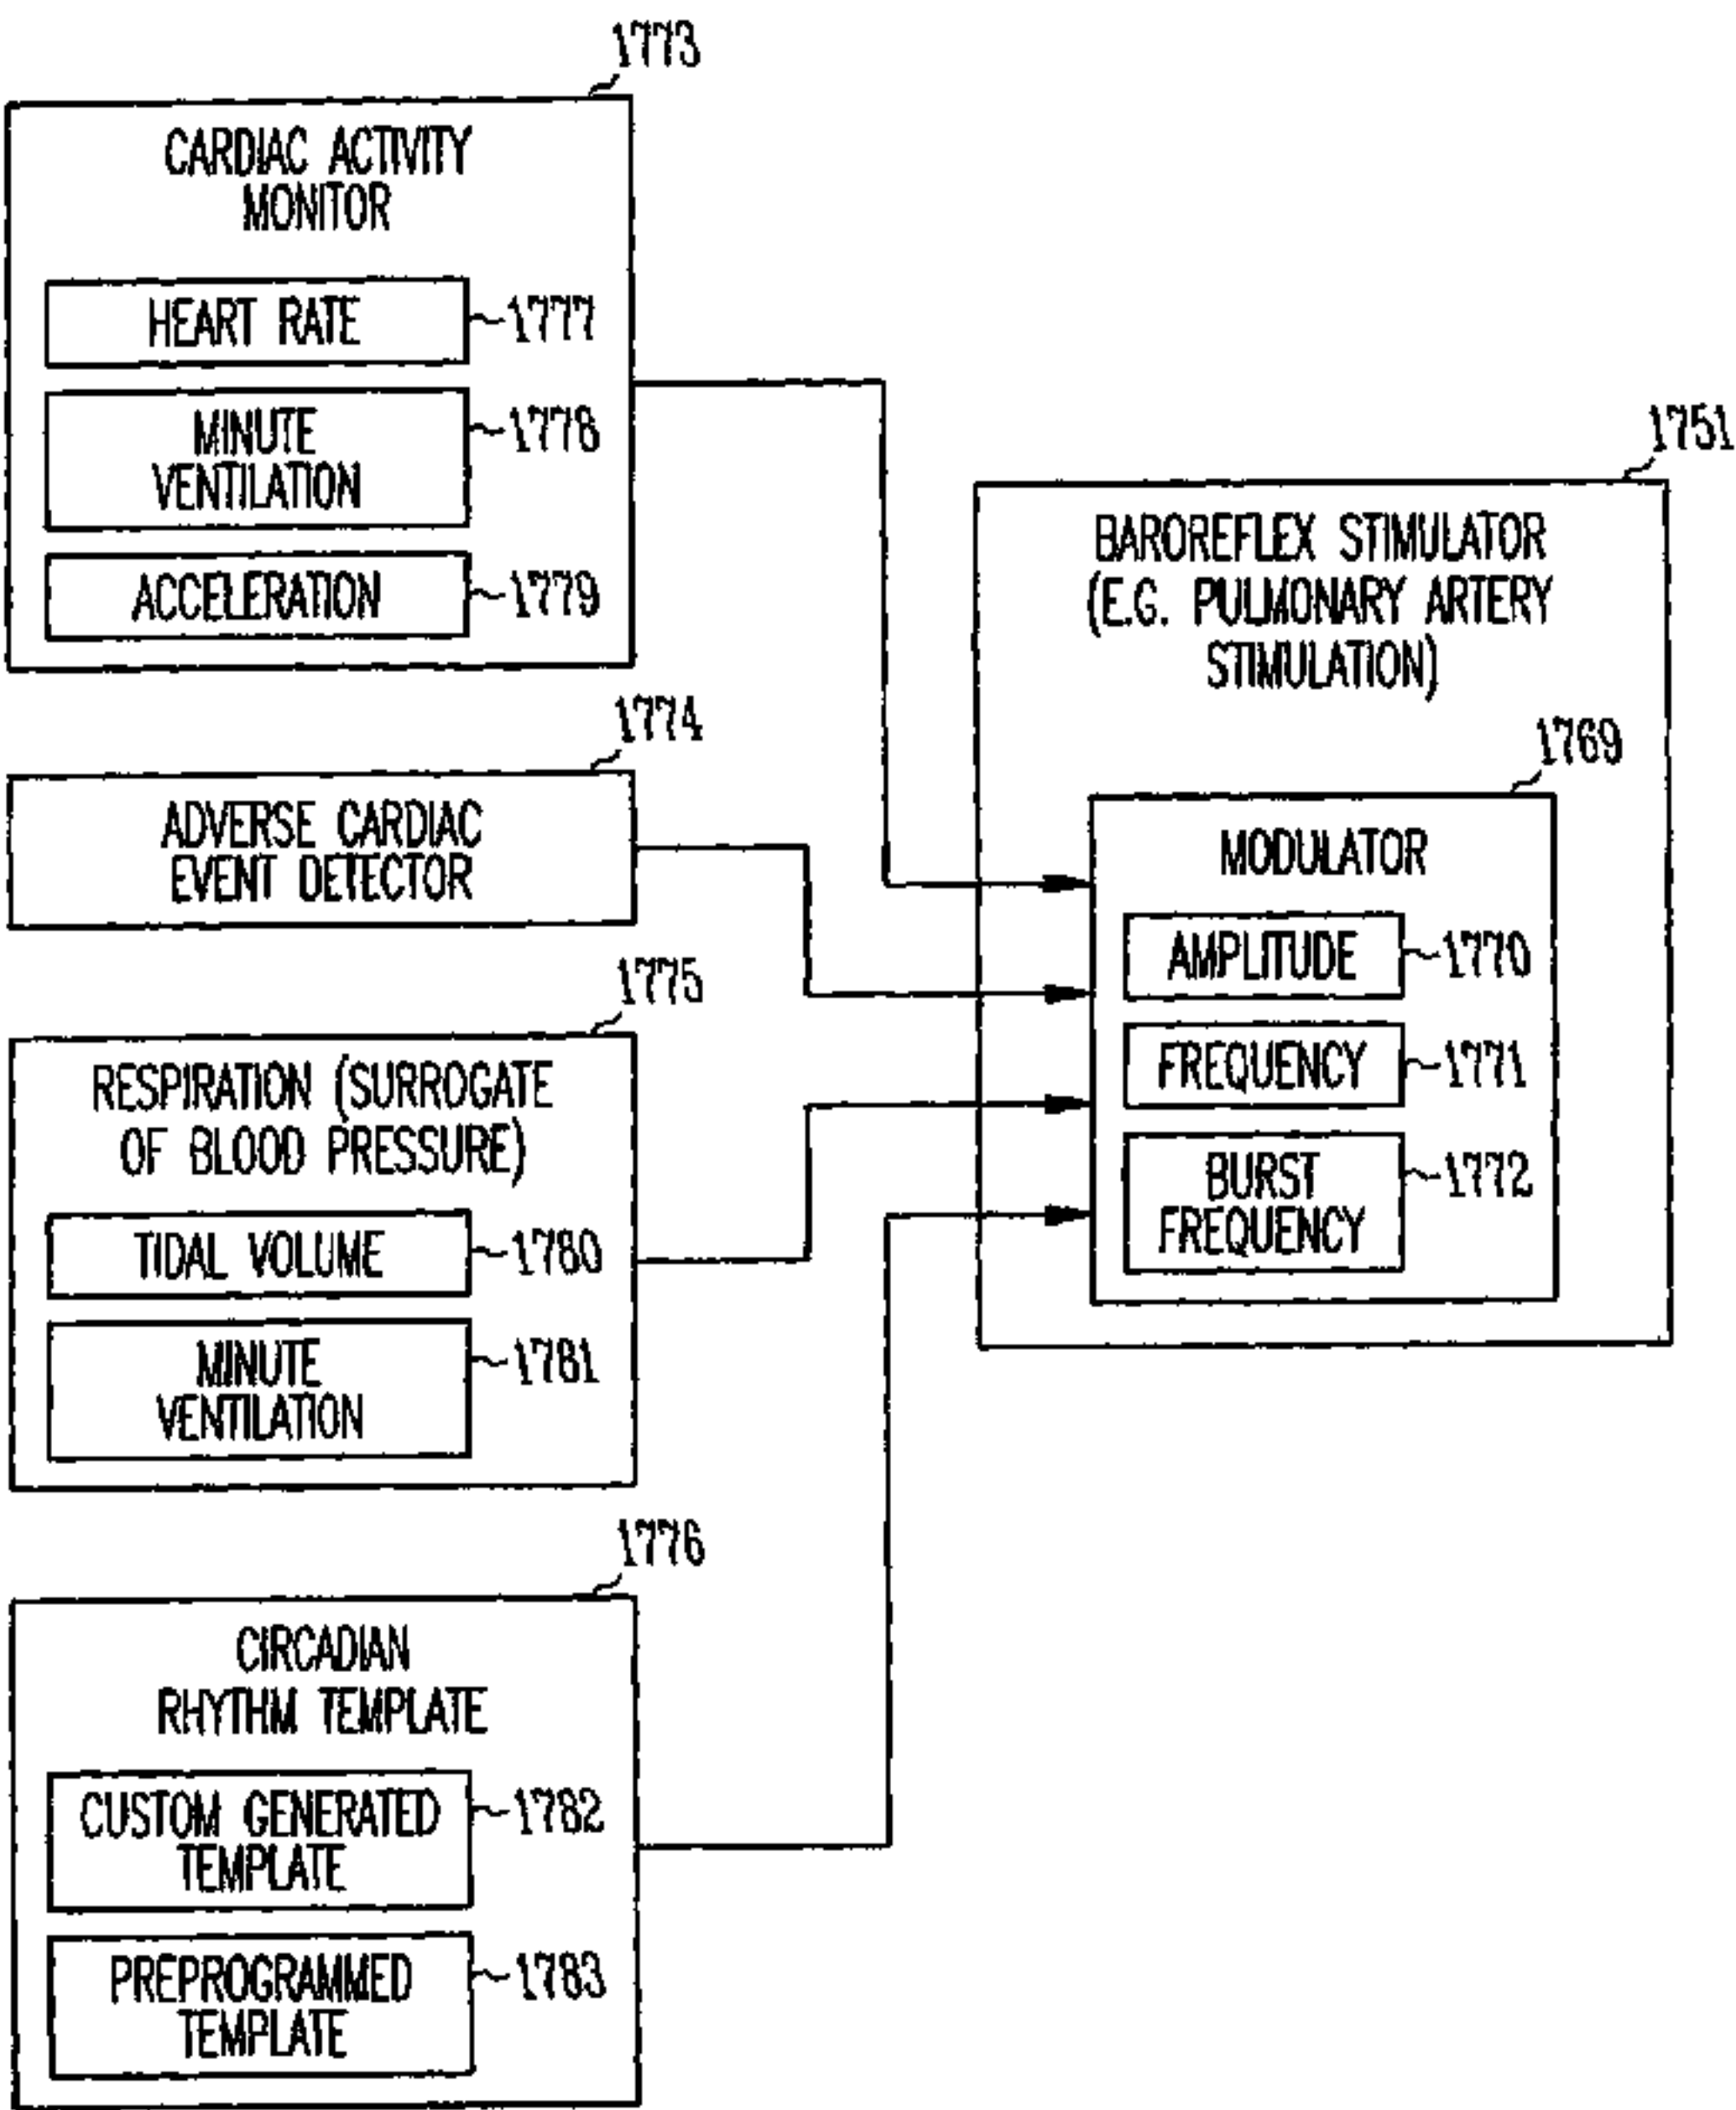 1773
CARDIAC ACTIVITY
MONITOR
HEART RATE
1777
MINUTE
VENTILATION
1778
ACCELERATION
1779
1774
ADVERSE CARDIAC
EVENT DETECTOR
1775
RESPIRATION (SURROGATE
OF BLOOD PRESSURE)
TIDAL VOLUME
1780
MINUTE
VENTILATION
1781
1776
CIRCADIAN
RHYTHM TEMPLATE
CUSTOM GENERATED
TEMPLATE
1782
PREPROGRAMMED
TEMPLATE
1783
1751
BAROREFLEX STIMULATOR
(E.G. PULMONARY ARTERY
STIMULATION)
1769
MODULATOR
AMPLITUDE
1770
FREQUENCY
1771
BURST
FREQUENCY
1772